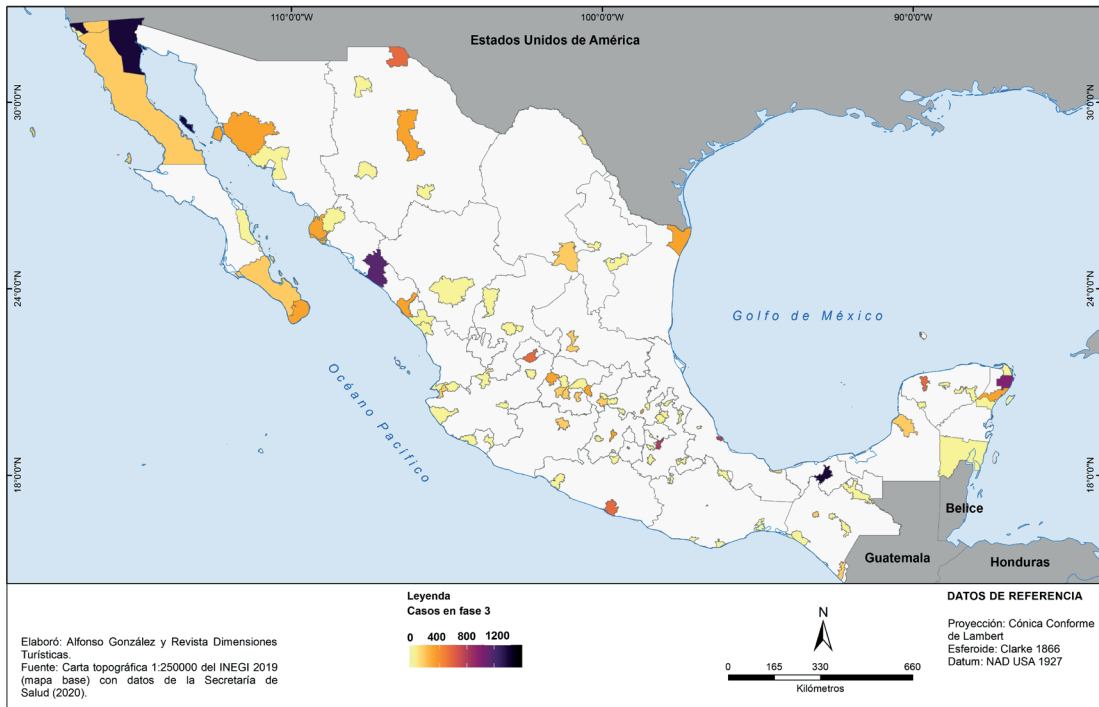 110°0'0"W
100°0'0"W
90°0'0"W
Estados Unidos de América
30°0'0"N
30°0'0"N
24°0'0"N
24°0'0"N
Golfo de México
Océano Pacífico
18°0'0"N
18°0'0"N
Belice
Guatemala
Honduras
Leyenda
Casos en fase 3
0 400 800 1200
N
0 165 330 660
Kilómetros
DATOS DE REFERENCIA
Proyección: Cónica Conforme
de Lambert
Esferoide: Clarke 1866
Datum: NAD USA 1927
Elaboró: Alfonso González y Revista Dimensiones
Turísticas.
Fuente: Carta topográfica 1:250000 del INEGI 2019
(mapa base) con datos de la Secretaría de
Salud (2020).